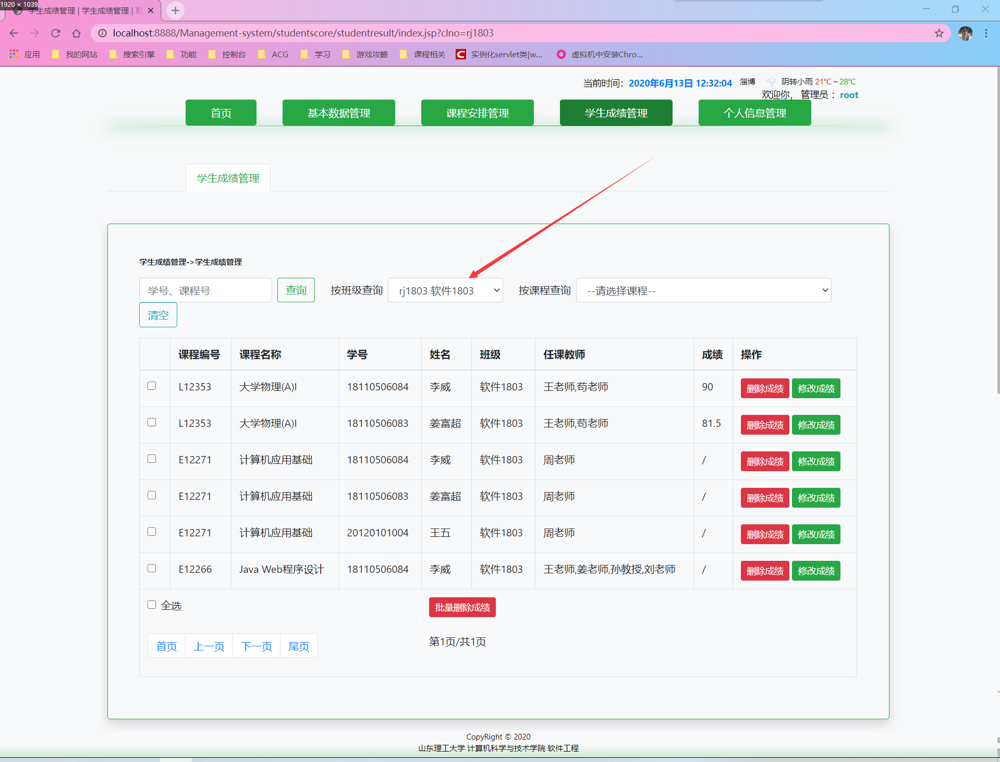 1920 × 1039
学生成绩管理 | 学生成绩管理 |
localhost:8888/Management-system/studentscore/studentresult/index.jsp?clno=rj1803
应用 我的网站 搜索引擎 功能 控制台 ACG 学习 游戏攻略 课程相关 实例化servlet类[w... 虚拟机中安装Chro...
当前时间：2020年6月13日 12:32:04 淄博 阴转小雨 21℃～28℃
欢迎你， 管理员 ：root
首页 基本数据管理 课程安排管理 学生成绩管理 个人信息管理
学生成绩管理
学生成绩管理->学生成绩管理
学号、课程号 查询 按班级查询 rj1803 软件1803 按课程查询 --请选择课程--
清空
课程编号 课程名称 学号 姓名 班级 任课教师 成绩 操作
L12353 大学物理(A)I 18110506084 李威 软件1803 王老师,苟老师 90 删除成绩 修改成绩
L12353 大学物理(A)I 18110506083 姜富超 软件1803 王老师,苟老师 81.5 删除成绩 修改成绩
E12271 计算机应用基础 18110506084 李威 软件1803 周老师 / 删除成绩 修改成绩
E12271 计算机应用基础 18110506083 姜富超 软件1803 周老师 / 删除成绩 修改成绩
E12271 计算机应用基础 20120101004 王五 软件1803 周老师 / 删除成绩 修改成绩
E12266 Java Web程序设计 18110506084 李威 软件1803 王老师,姜老师,孙教授,刘老师 / 删除成绩 修改成绩
全选 批量删除成绩
首页 上一页 下一页 尾页 第1页/共1页
CopyRight © 2020
山东理工大学 计算机科学与技术学院 软件工程